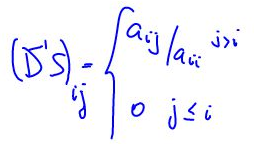 (D⁻¹S)ᵢⱼ = { aᵢⱼ/aᵢᵢ j>i
0 j ≤ i